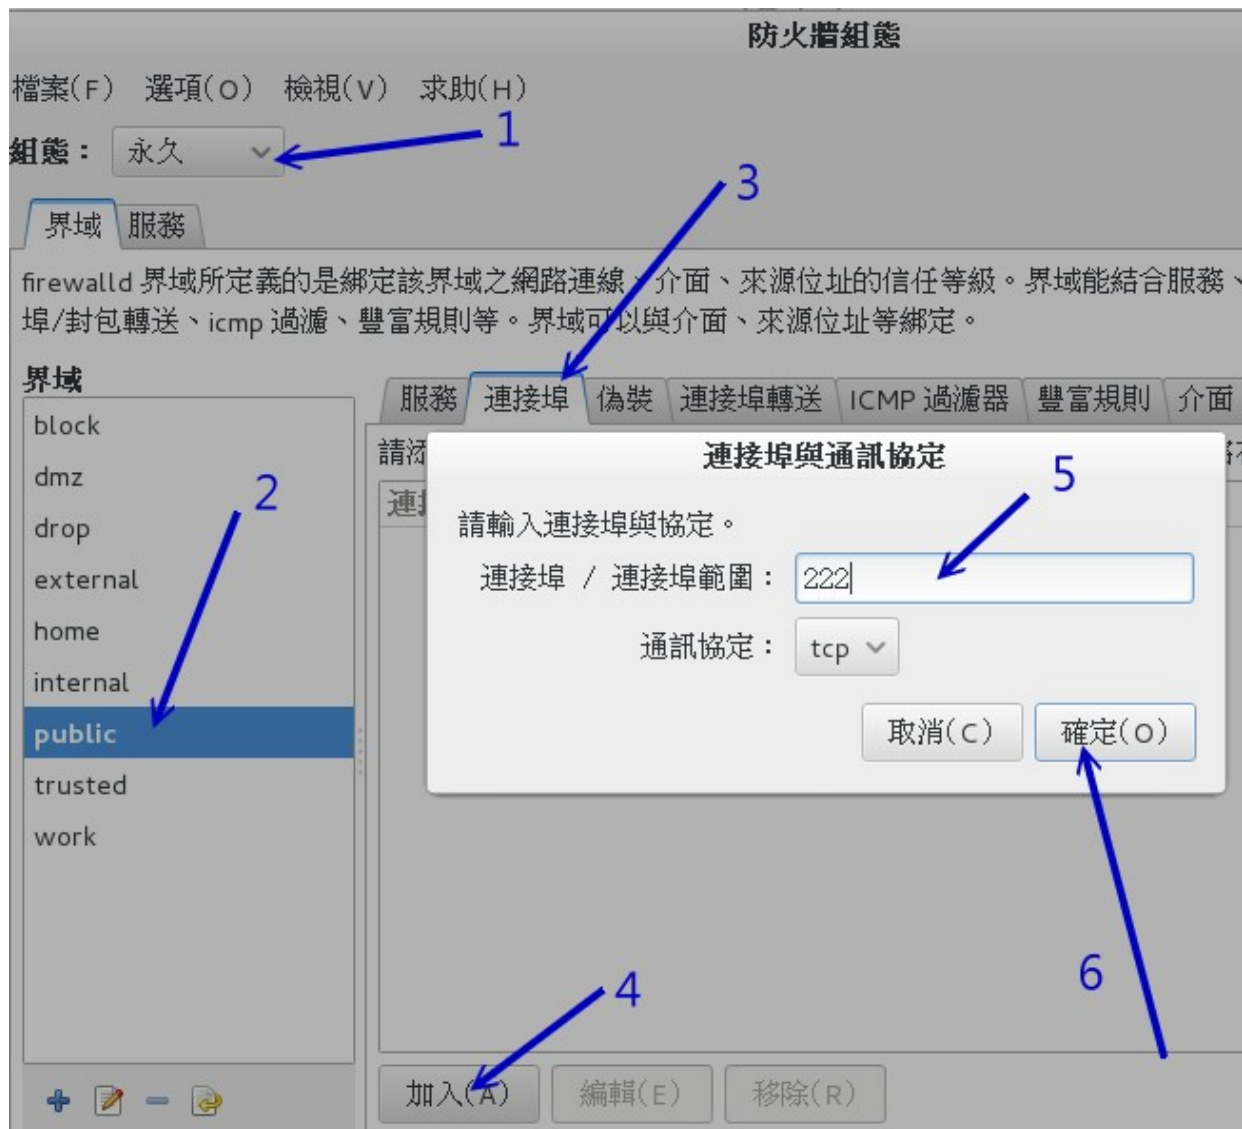 防火牆組態
檔案(F) 選項(O) 檢視(V) 求助(H)
1
組態： 永久
3
界域 服務
firewalld 界域所定義的是綁定該界域之網路連線、介面、來源位址的信任等級。界域能結合服務、
埠/封包轉送、icmp 過濾、豐富規則等。界域可以與介面、來源位址等綁定。
界域
服務 連接埠 偽裝 連接埠轉送 ICMP 過濾器 豐富規則 介面
block
dmz
drop
external
home
internal
public
trusted
work
2
請添
連接埠與通訊協定
5
請輸入連接埠與協定。
連接埠 / 連接埠範圍： 222
通訊協定： tcp
取消(C) 確定(O)
4
6
加入(A) 編輯(E) 移除(R)